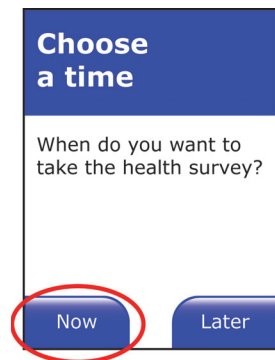 Choose
a time
When do you want to
take the health survey?
Now
Later